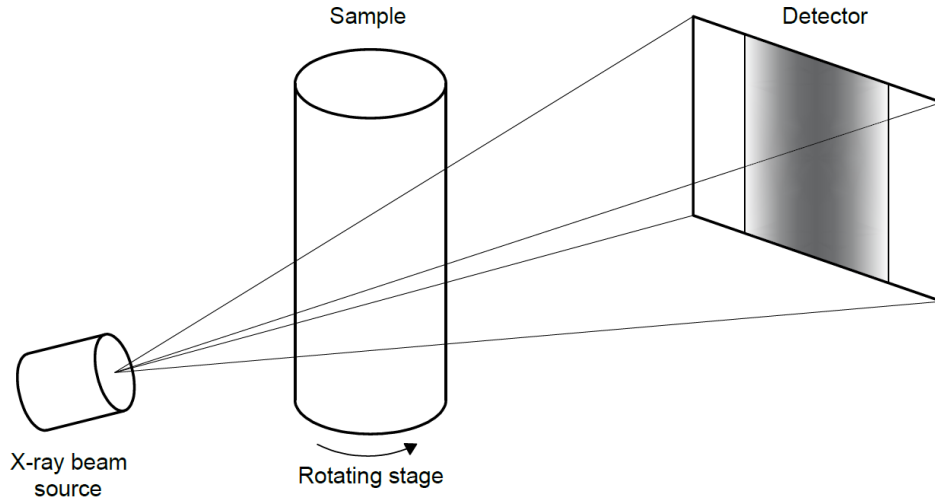 Sample
Detector
X-ray beam
source
Rotating stage